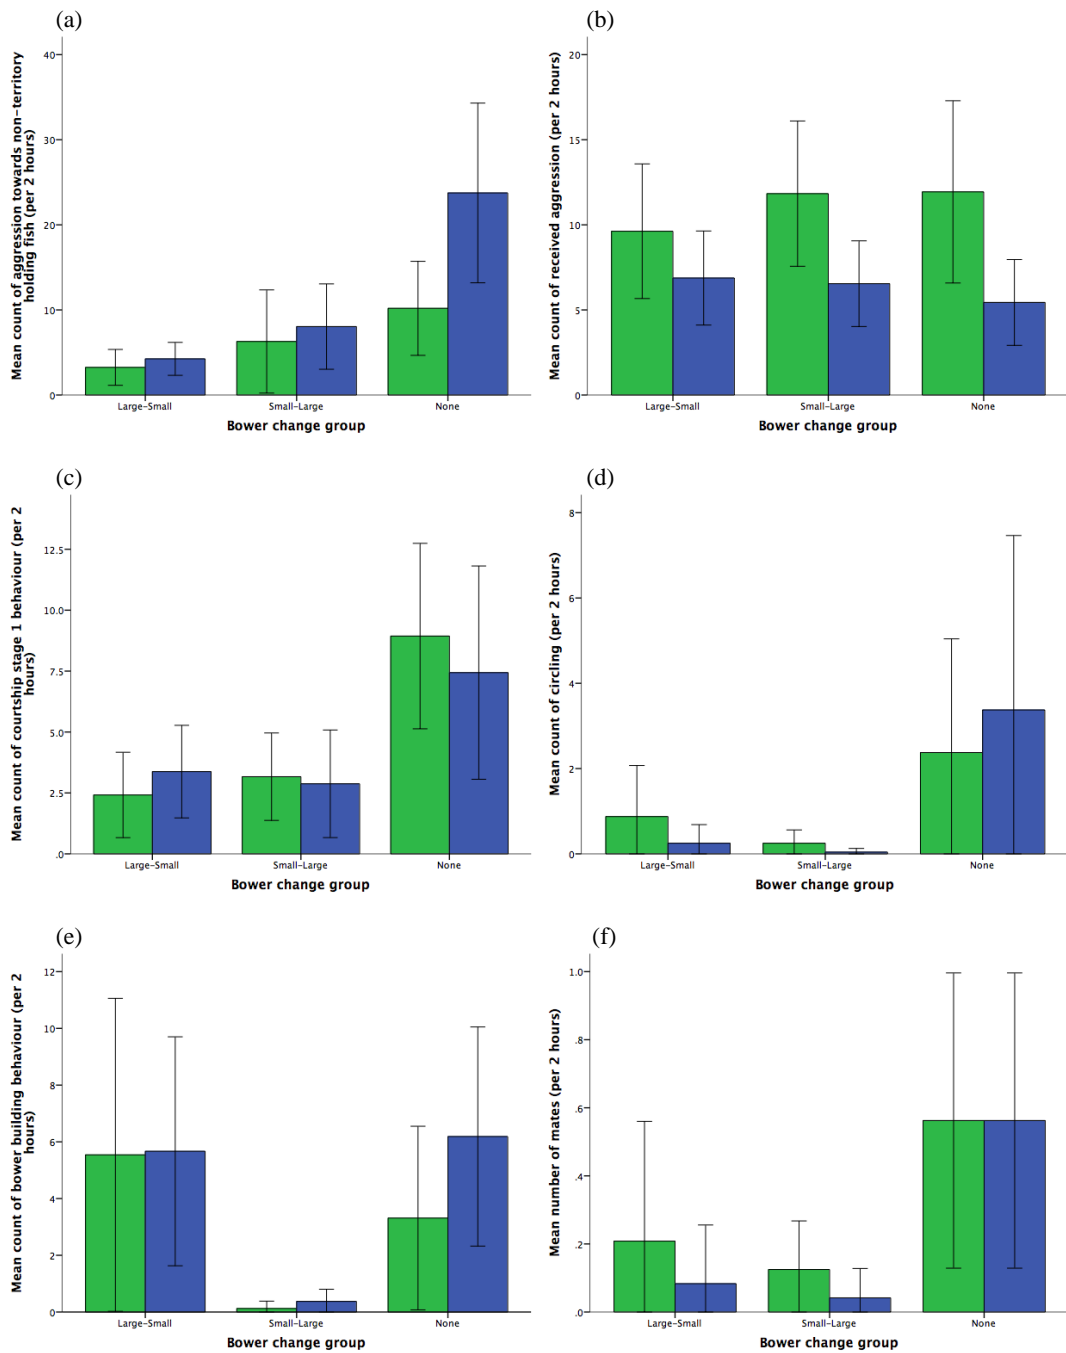 (a)
Mean count of aggression towards non-territory
holding fish (per 2 hours)
40
30
20
10
0
Large-Small
Small-Large
None
Bower change group
(b)
Mean count of received aggression (per 2 hours)
20
15
10
5
0
Large-Small
Small-Large
None
Bower change group
(c)
Mean count of courtship stage 1 behaviour (per 2
hours)
12.5
10.0
7.5
5.0
2.5
.0
Large-Small
Small-Large
None
Bower change group
(d)
Mean count of circling (per 2 hours)
8
6
4
2
0
Large-Small
Small-Large
None
Bower change group
(e)
Mean count of bower building behaviour (per 2
hours)
12
10
8
6
4
2
0
Large-Small
Small-Large
None
Bower change group
(f)
Mean number of mates (per 2 hours)
1.0
.8
.6
.4
.2
.0
Large-Small
Small-Large
None
Bower change group